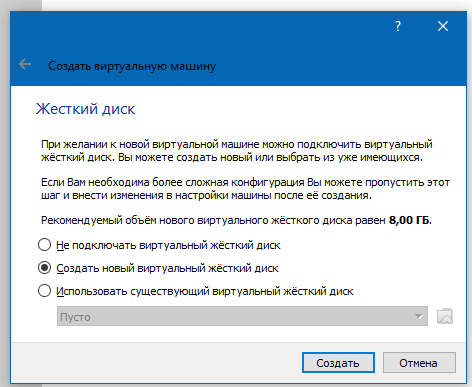 ?
Создать виртуальную машину
Жесткий диск
При желании к новой виртуальной машине можно подключить виртуальный
жёсткий диск. Вы можете создать новый или выбрать из уже имеющихся.
Если Вам необходима более сложная конфигурация Вы можете пропустить этот
шаг и внести изменения в настройки машины после её создания.
Рекомендуемый объём нового виртуального жёсткого диска равен 8,00 ГБ.
Не подключать виртуальный жёсткий диск
Создать новый виртуальный жёсткий диск
Использовать существующий виртуальный жёсткий диск
Пусто
Создать Отмена